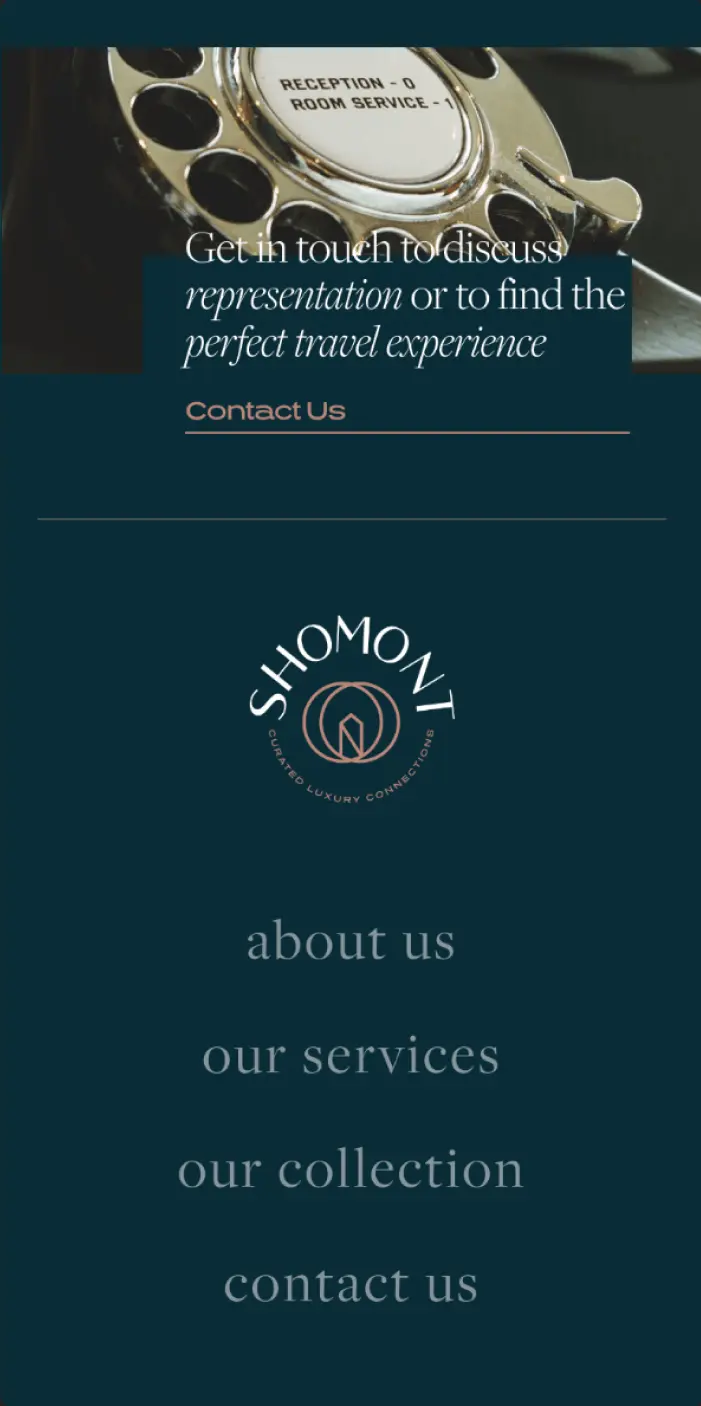 RECEPTION - 0
ROOM SERVICE - 1
Get in touch to discuss
representation or to find the
perfect travel experience
Contact Us
SHOMONT
CURATED LUXURY CONNECTIONS
about us
our services
our collection
contact us